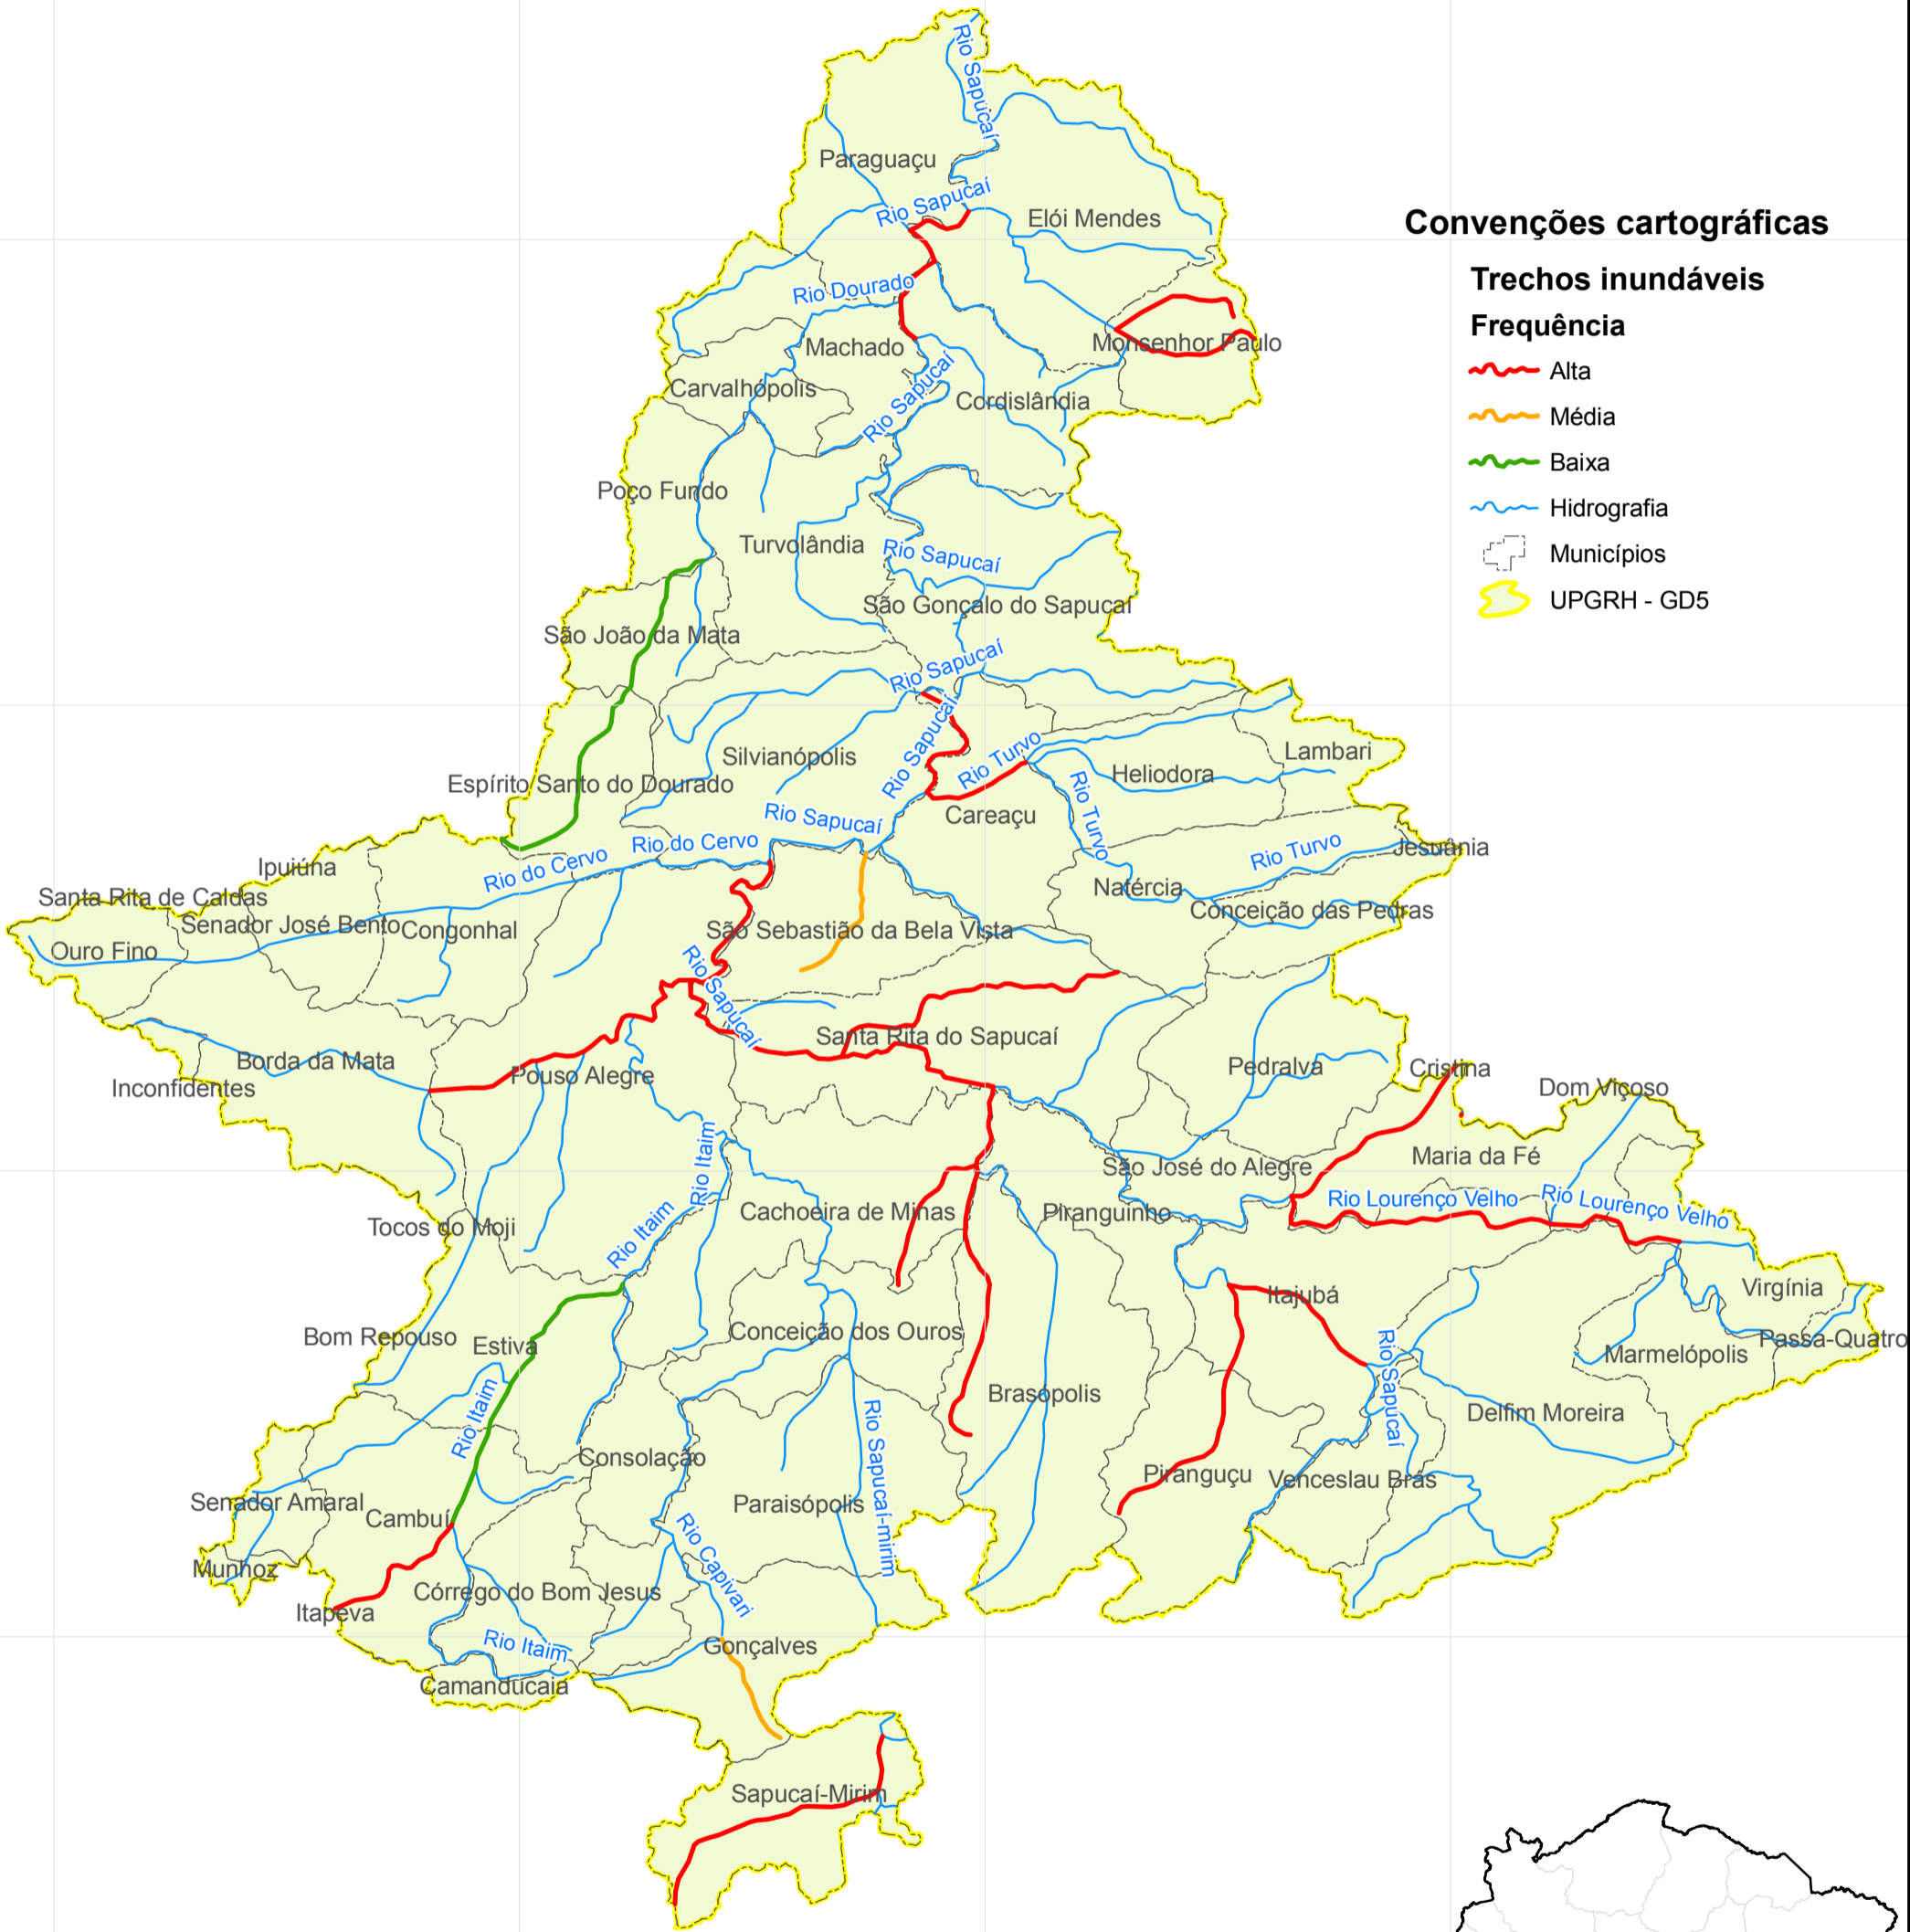 Rio Sapucaí
Paraguaçu
Rio Sapucaí
Elói Mendes
Convenções cartográficas
Trechos inundáveis
Frequência
Alta
Média
Baixa
Hidrografia
Municípios
UPGRH - GD5
Rio Dourado
Machado
Monsenhor Paulo
Carvalhópolis
Rio Sapucaí
Cordislândia
Poço Fundo
Turvolândia
Rio Sapucaí
São Gonçalo do Sapucaí
São João da Mata
Rio Sapucaí
Rio Sapucaí
Silvianópolis
Rio Turvo
Lambari
Heliodora
Espírito Santo do Dourado
Rio Turvo
Careaçu
Rio Sapucaí
Rio do Cervo
Rio do Cervo
Rio Turvo
Jesuânia
Ipuiúna
Natércia
Santa Rita de Caldas
Conceição das Pedras
Senador José Bento
Congonhal
São Sebastião da Bela Vista
Ouro Fino
Rio Sapucaí
Santa Rita do Sapucaí
Borda da Mata
Pouso Alegre
Pedralva
Cristina
Inconfidentes
Dom Viçoso
Rio Itaim
São José do Alegre
Maria da Fé
Rio Lourenço Velho
Rio Lourenço Velho
Cachoeira de Minas
Piranguinho
Tocos do Moji
Rio Itaim
Itajubá
Virgínia
Bom Repouso
Estiva
Conceição dos Ouros
Passa-Quatro
Marmelópolis
Rio Sapucaí
Brasópolis
Rio Itaim
Delfim Moreira
Rio Sapucaí-mirim
Consolação
Piranguçu
Venceslau Brás
Senador Amaral
Paraisópolis
Cambuí
Rio Capivari
Munhoz
Córrego do Bom Jesus
Itapeva
Rio Itaim
Gonçalves
Camanducaia
Sapucaí-Mirim